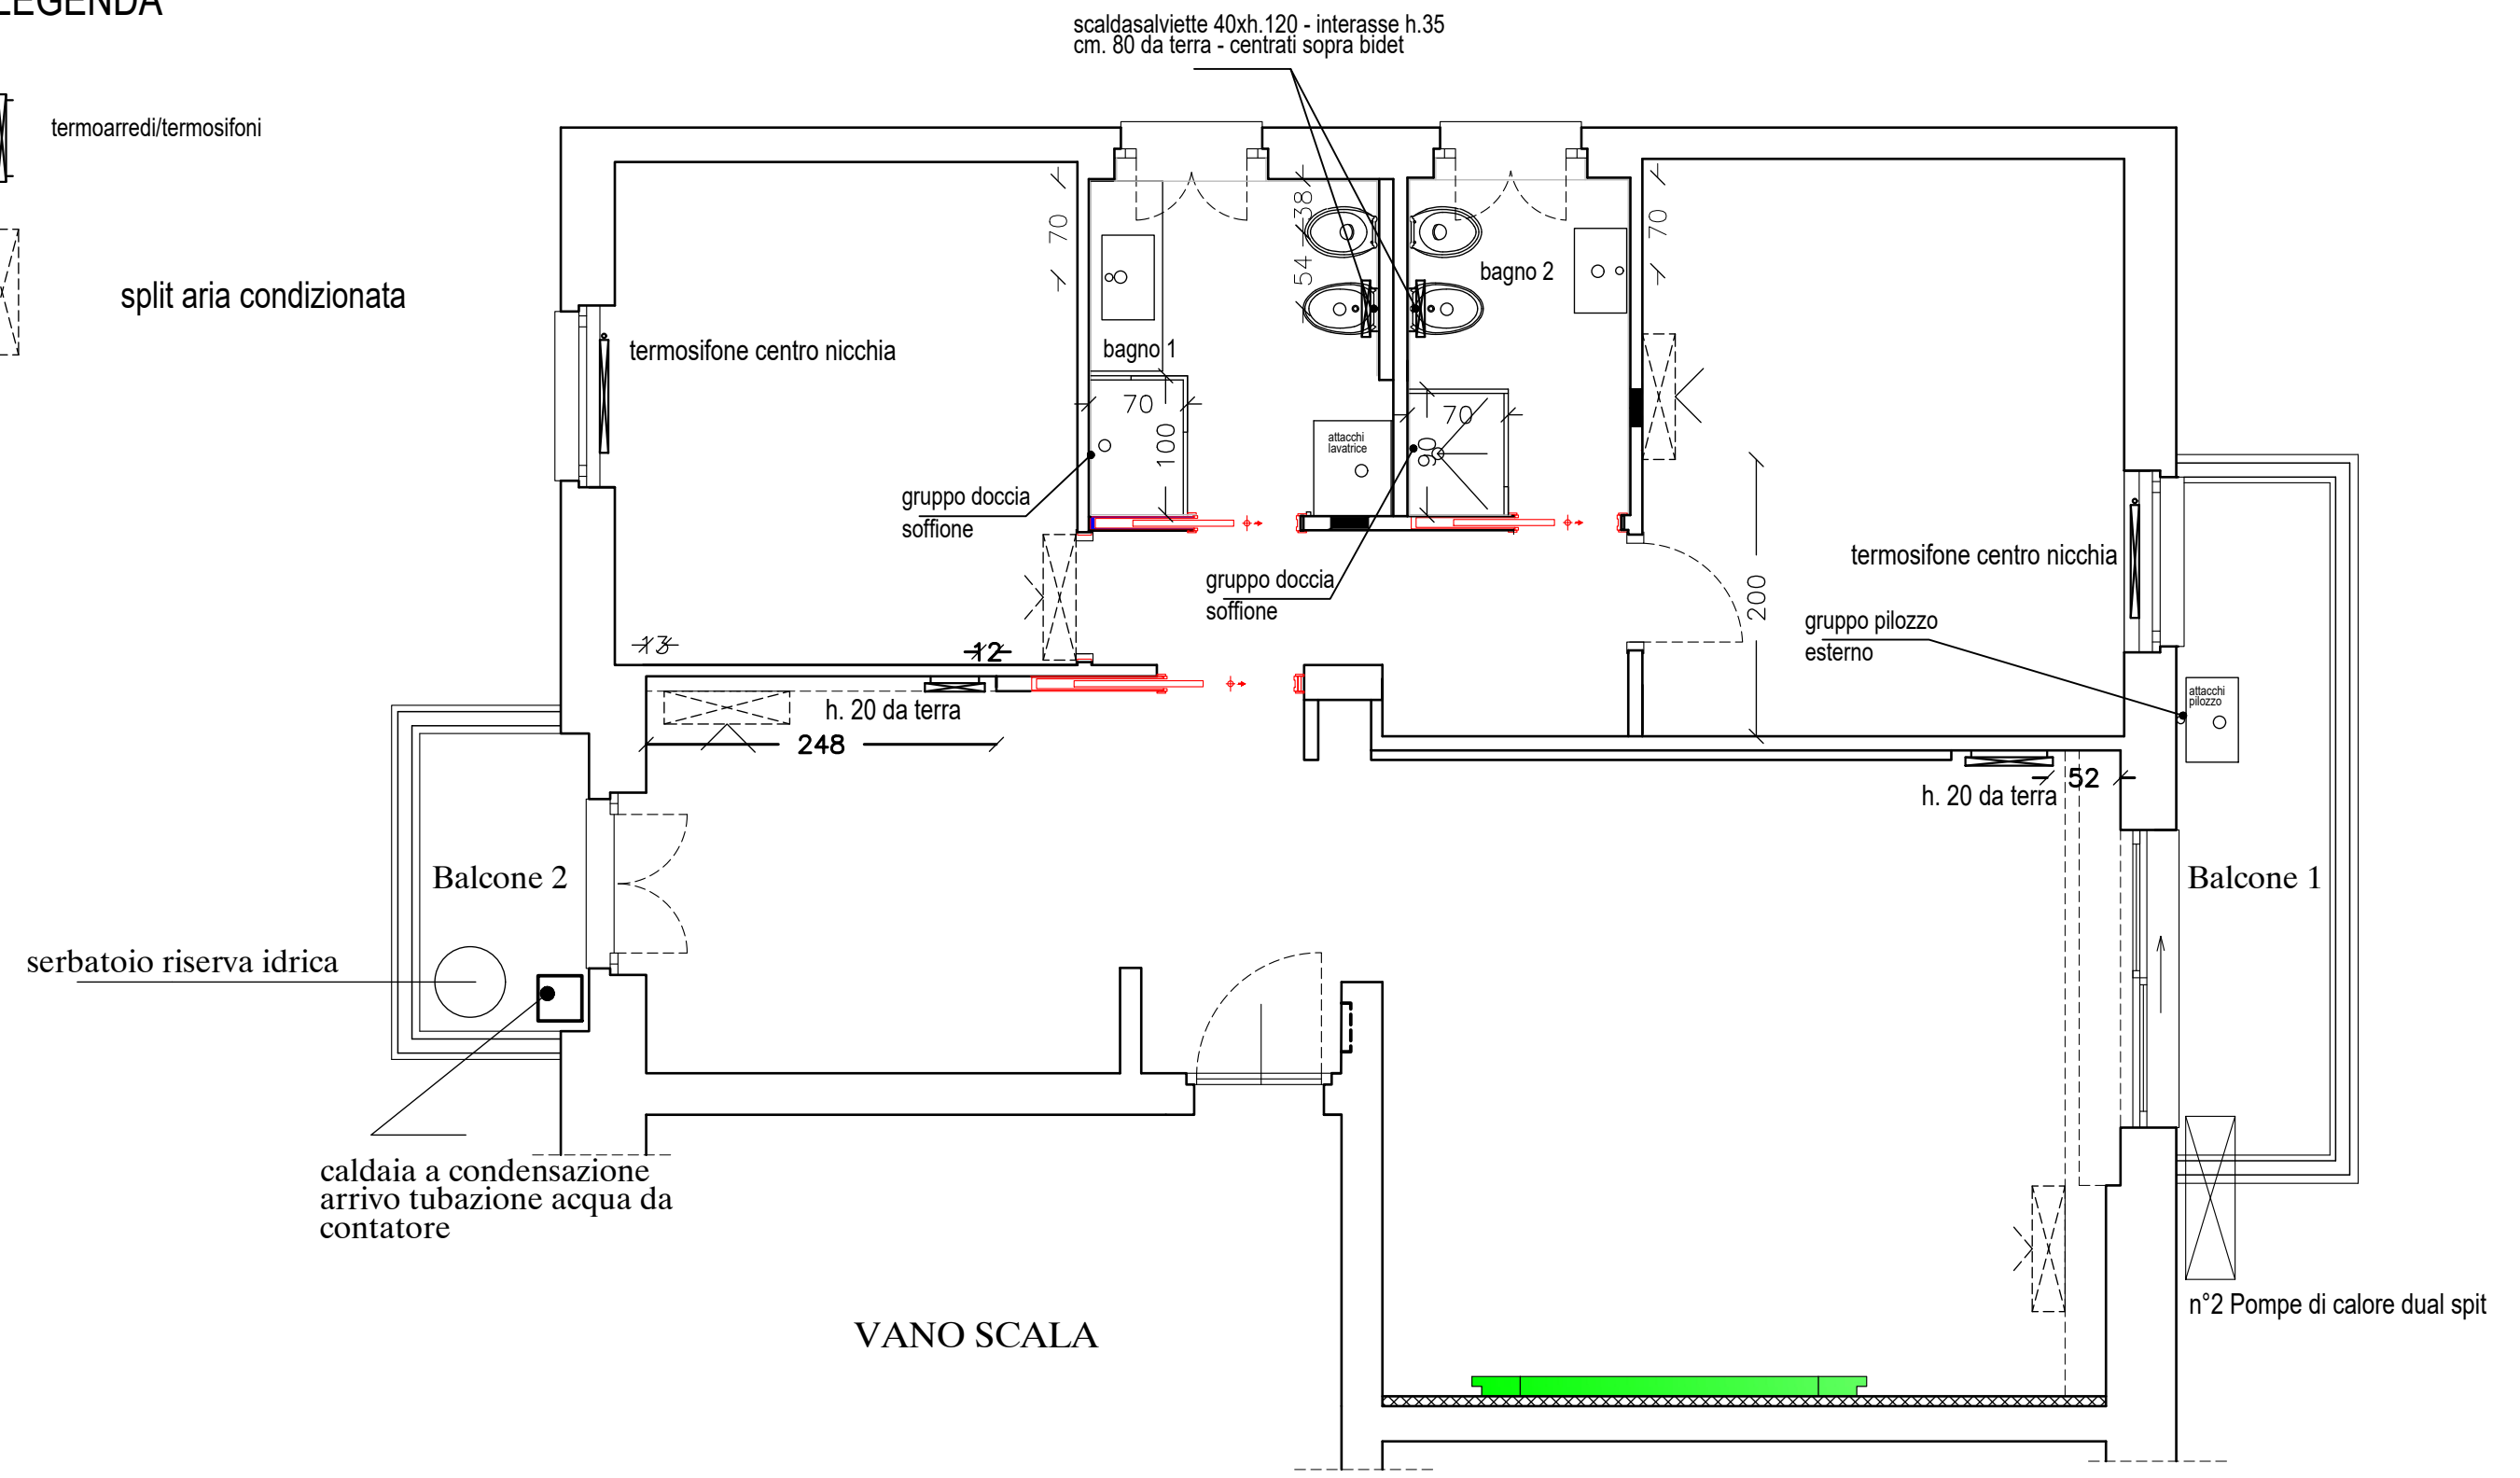 LEGENDA
scaldasalviette 40xh.120 - interasse h.35
cm. 80 da terra - centrati sopra bidet
termoarredi/termosifoni
split aria condizionata
70
38
54
bagno 2
70
termosifone centro nicchia
bagno 1
70
100
attacchi
lavatrice
70
90
gruppo doccia
soffione
gruppo doccia
soffione
200
termosifone centro nicchia
gruppo pilozzo
esterno
13
12
attacchi
pilozzo
h. 20 da terra
248
52
h. 20 da terra
Balcone 2
Balcone 1
serbatoio riserva idrica
caldaia a condensazione
arrivo tubazione acqua da
contatore
n°2 Pompe di calore dual spit
VANO SCALA